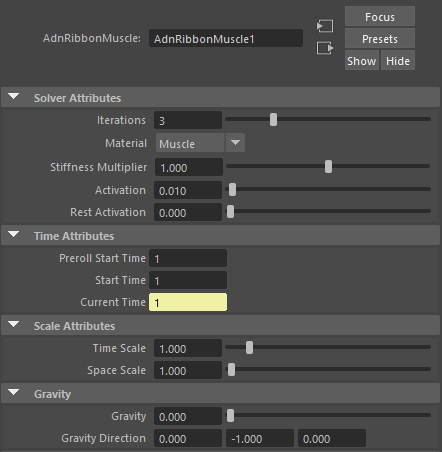 Focus
AdnRibbonMuscle: AdnRibbonMuscle1
Presets
Show Hide
Solver Attributes
Iterations 3
Material Muscle
Stiffness Multiplier 1.000
Activation 0.010
Rest Activation 0.000
Time Attributes
Preroll Start Time 1
Start Time 1
Current Time 1
Scale Attributes
Time Scale 1.000
Space Scale 1.000
Gravity
Gravity 0.000
Gravity Direction 0.000 -1.000 0.000